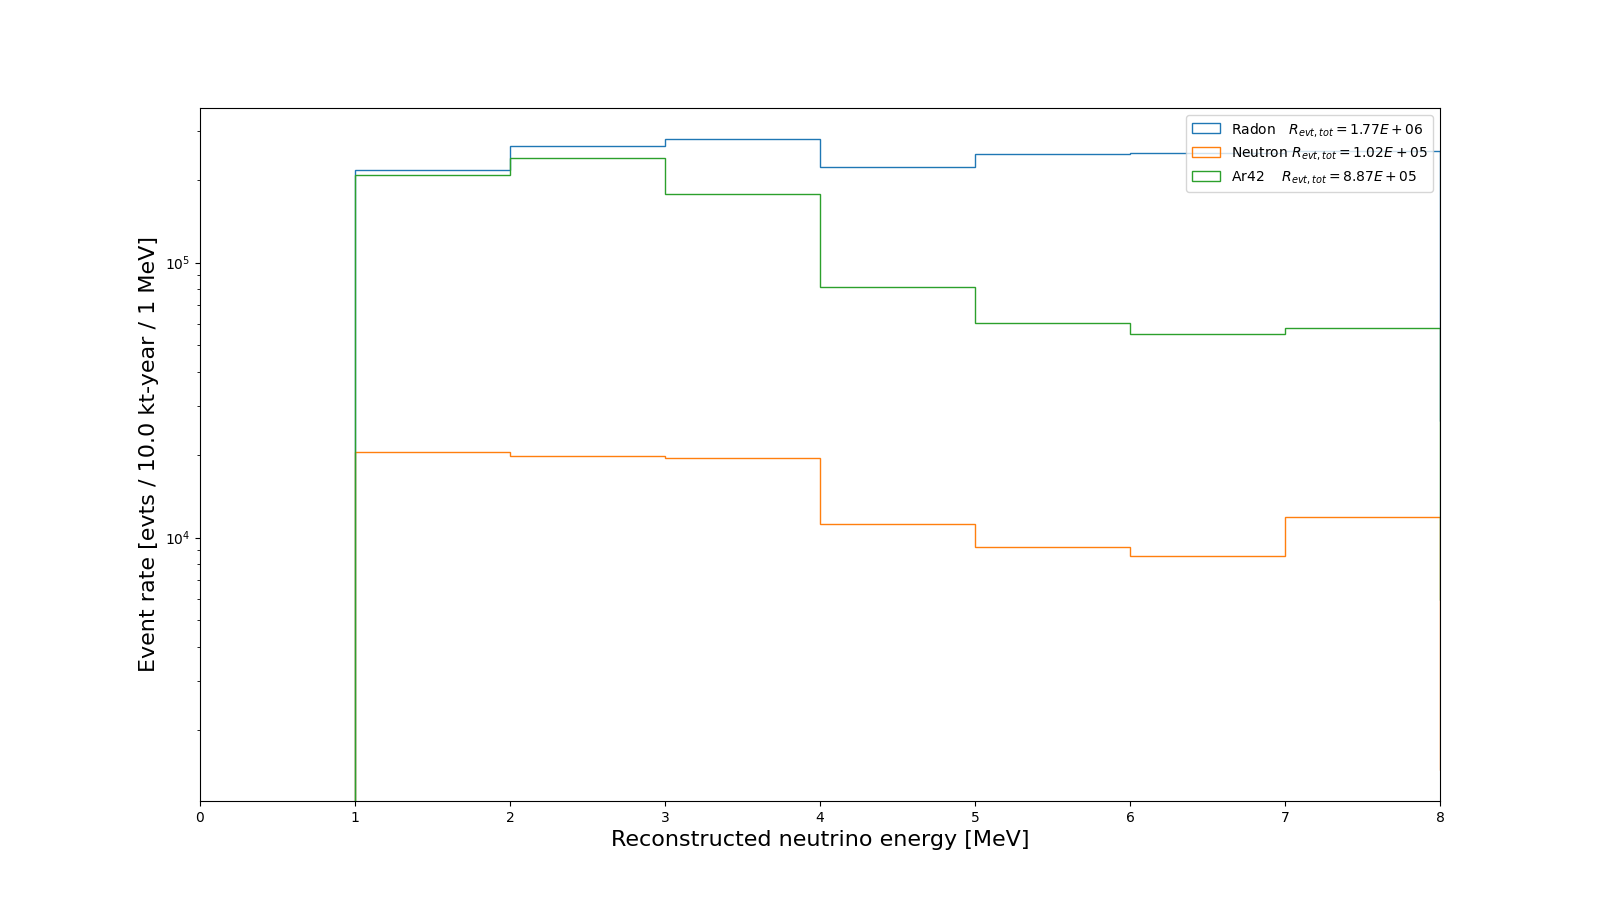 Radon R_{evt,tot} = 1.77E + 06
Neutron R_{evt,tot} = 1.02E + 05
Ar42 R_{evt,tot} = 8.87E + 05
Event rate [evts / 10.0 kt-year / 1 MeV]
10^5
10^4
0 1 2 3 4 5 6 7 8
Reconstructed neutrino energy [MeV]